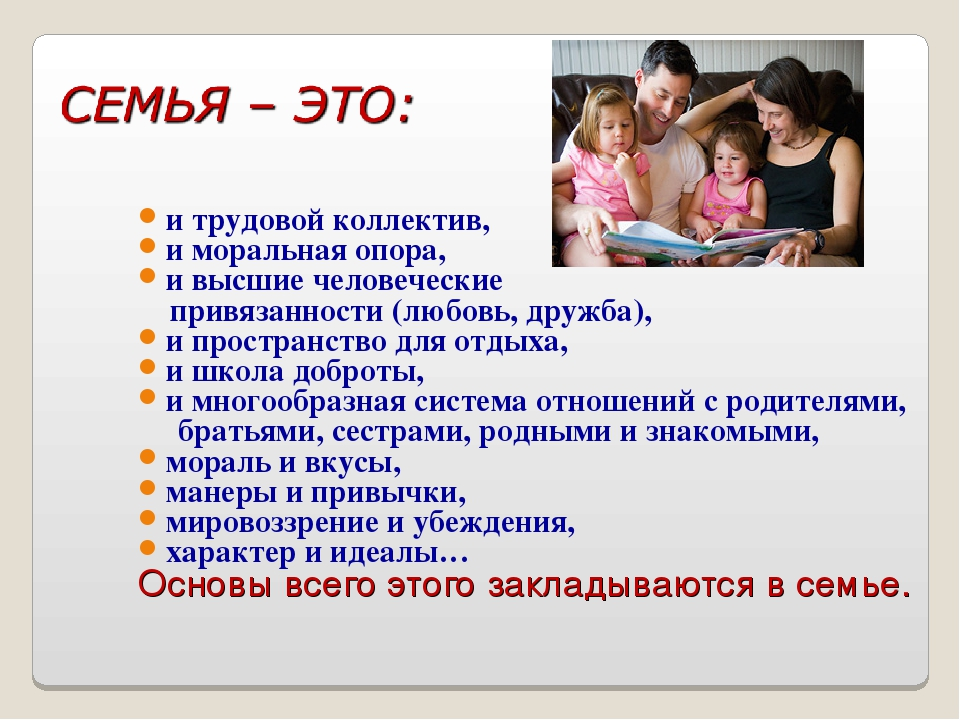 СЕМЬЯ – ЭТО:
и трудовой коллектив,
и моральная опора,
и высшие человеческие
привязанности (любовь, дружба),
и пространство для отдыха,
и школа доброты,
и многообразная система отношений с родителями,
братьями, сестрами, родными и знакомыми,
мораль и вкусы,
манеры и привычки,
мировоззрение и убеждения,
характер и идеалы…
Основы всего этого закладываются в семье.